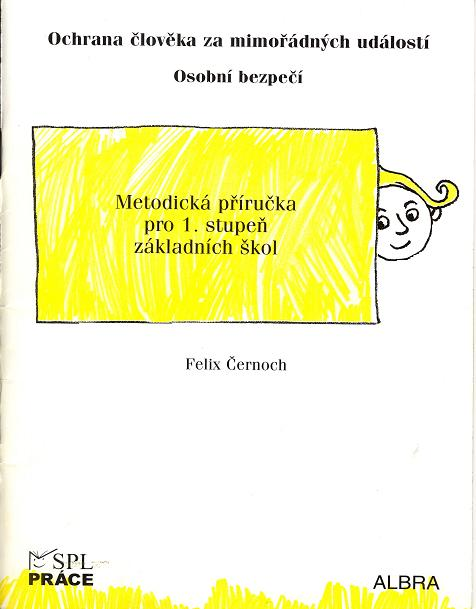 Ochrana člověka za mimořádných událostí
Osobní bezpečí
Metodická příručka
pro 1. stupeň
základních škol
Felix Černoch
SPL
PRÁCE
ALBRA